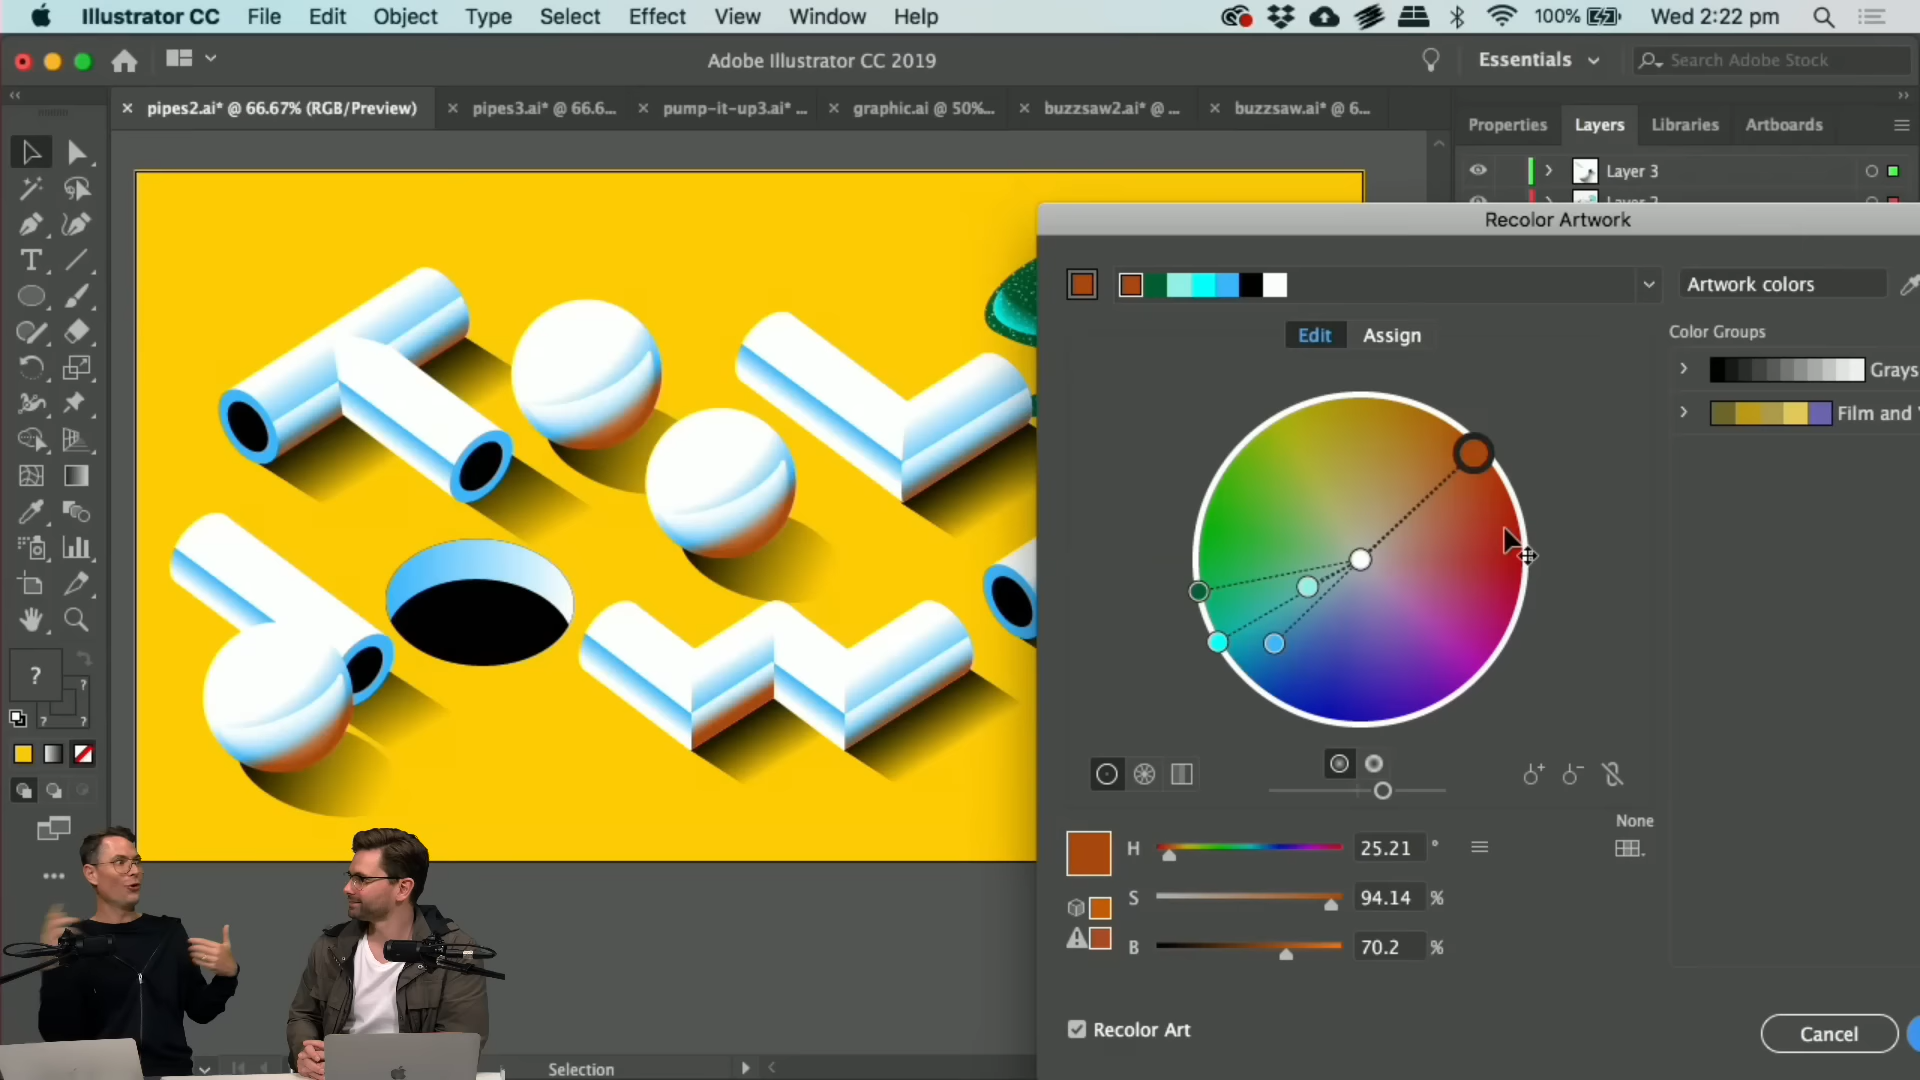 Illustrator CC File Edit Object Type Select Effect View Window Help 100% Wed 2:22 pm
Adobe Illustrator CC 2019 Essentials Search Adobe Stock
pipes2.ai* @ 66.67% (RGB/Preview) pipes3.ai* @ 66.6... pump-it-up3.ai* ... graphic.ai @ 50%... buzzsaw2.ai* @ ... buzzsaw.ai* @ 6...
Properties Layers Libraries Artboards
Layer 3
Recolor Artwork
Artwork colors
Edit Assign
Color Groups
Grays
Film and
None
H 25.21 °
S 94.14 %
B 70.2 %
Recolor Art
Cancel
Selection